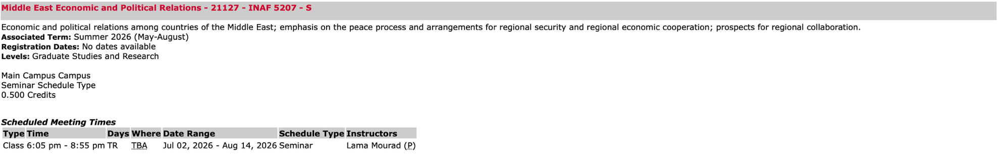 Middle East Economic and Political Relations - 21127 - INAF 5207 - S
Economic and political relations among countries of the Middle East; emphasis on the peace process and arrangements for regional security and regional economic cooperation; prospects for regional collaboration.
Associated Term: Summer 2026 (May-August)
Registration Dates: No dates available
Levels: Graduate Studies and Research
Main Campus Campus
Seminar Schedule Type
0.500 Credits
Scheduled Meeting Times
Type Time Days Where Date Range Schedule Type Instructors
Class 6:05 pm - 8:55 pm TR TBA Jul 02, 2026 - Aug 14, 2026 Seminar Lama Mourad (P)